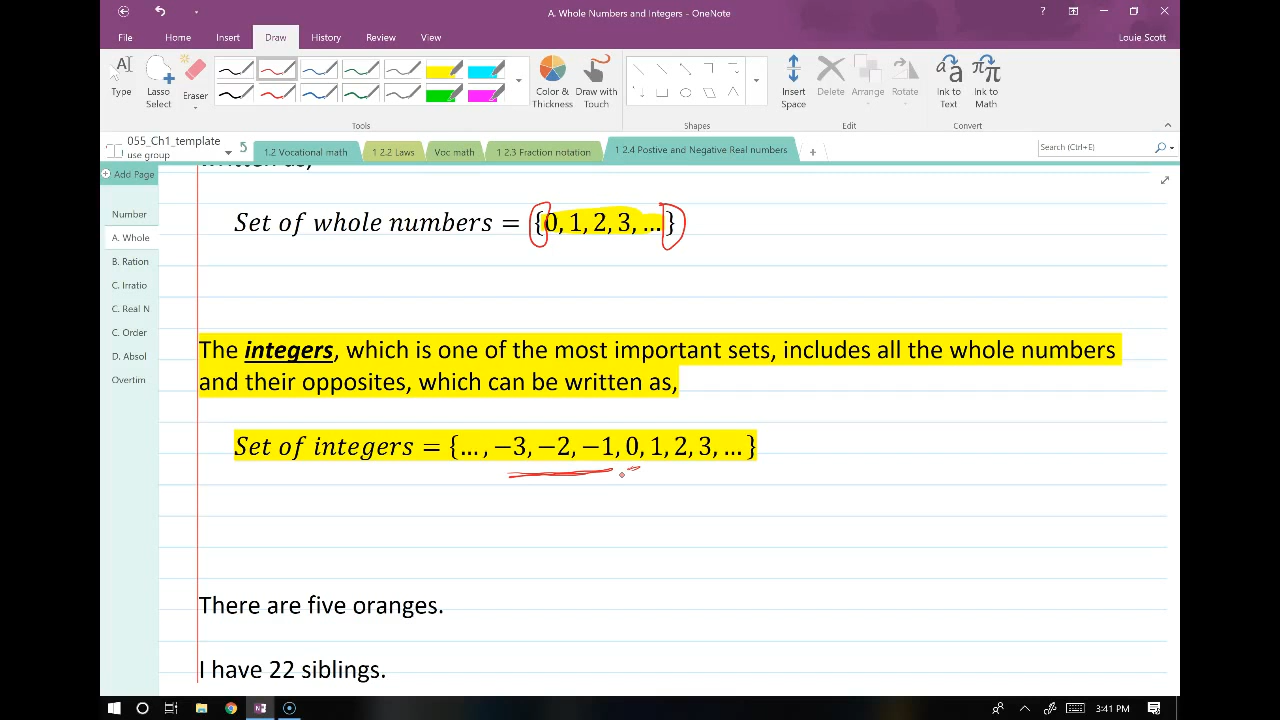 A. Whole Numbers and Integers - OneNote
?
File Home Insert Draw History Review View
Louie Scott
Type
Lasso Select
Eraser
Color & Thickness
Draw with Touch
Insert Space
Delete
Arrange
Rotate
Ink to Text
Ink to Math
Tools
Shapes
Edit
Convert
055_Ch1_template
use group
1.2 Vocational math
1.2.2 Laws
Voc math
1.2.3 Fraction notation
1 2.4 Postive and Negative Real numbers
Search (Ctrl+E)
Add Page
Number
A. Whole
B. Ration
C. Irratio
C. Real N
C. Order
D. Absol
Overtim
written as,
Set of whole numbers = {0, 1, 2, 3, … }
The integers, which is one of the most important sets, includes all the whole numbers
and their opposites, which can be written as,
Set of integers = {… , −3, −2, −1, 0, 1, 2, 3, … }
There are five oranges.
I have 22 siblings.
3:41 PM